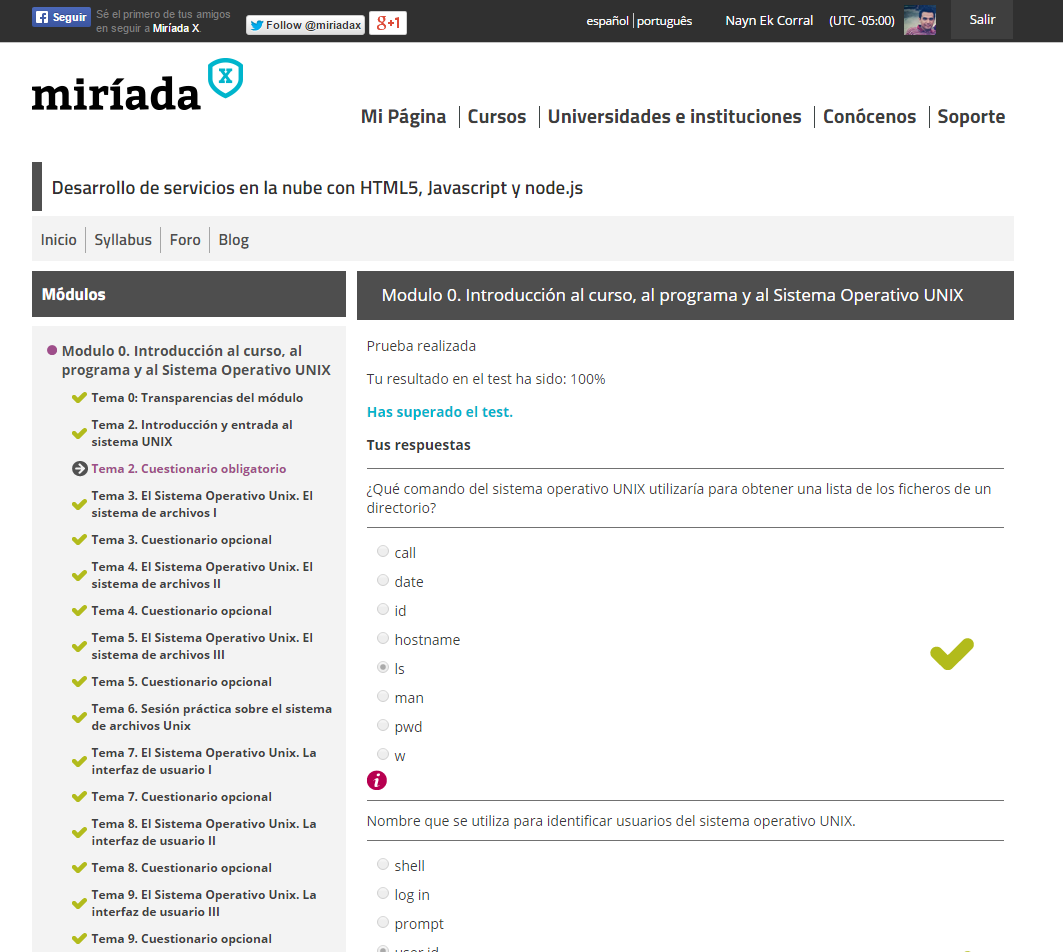 Seguir
Sé el primero de tus amigos
en seguir a Miríada X.
Follow @miriadax
g+1
español
português
Nayn Ek Corral
(UTC -05:00)
Salir
miríada x
Mi Página
Cursos
Universidades e instituciones
Conócenos
Soporte
Desarrollo de servicios en la nube con HTML5, Javascript y node.js
Inicio
Syllabus
Foro
Blog
Módulos
Modulo 0. Introducción al curso, al
programa y al Sistema Operativo UNIX
Tema 0: Transparencias del módulo
Tema 2. Introducción y entrada al
sistema UNIX
Tema 2. Cuestionario obligatorio
Tema 3. El Sistema Operativo Unix. El
sistema de archivos I
Tema 3. Cuestionario opcional
Tema 4. El Sistema Operativo Unix. El
sistema de archivos II
Tema 4. Cuestionario opcional
Tema 5. El Sistema Operativo Unix. El
sistema de archivos III
Tema 5. Cuestionario opcional
Tema 6. Sesión práctica sobre el sistema
de archivos Unix
Tema 7. El Sistema Operativo Unix. La
interfaz de usuario I
Tema 7. Cuestionario opcional
Tema 8. El Sistema Operativo Unix. La
interfaz de usuario II
Tema 8. Cuestionario opcional
Tema 9. El Sistema Operativo Unix. La
interfaz de usuario III
Tema 9. Cuestionario opcional
Modulo 0. Introducción al curso, al programa y al Sistema Operativo UNIX
Prueba realizada
Tu resultado en el test ha sido: 100%
Has superado el test.
Tus respuestas
¿Qué comando del sistema operativo UNIX utilizaría para obtener una lista de los ficheros de un
directorio?
call
date
id
hostname
ls
man
pwd
w
i
Nombre que se utiliza para identificar usuarios del sistema operativo UNIX.
shell
log in
prompt
user id